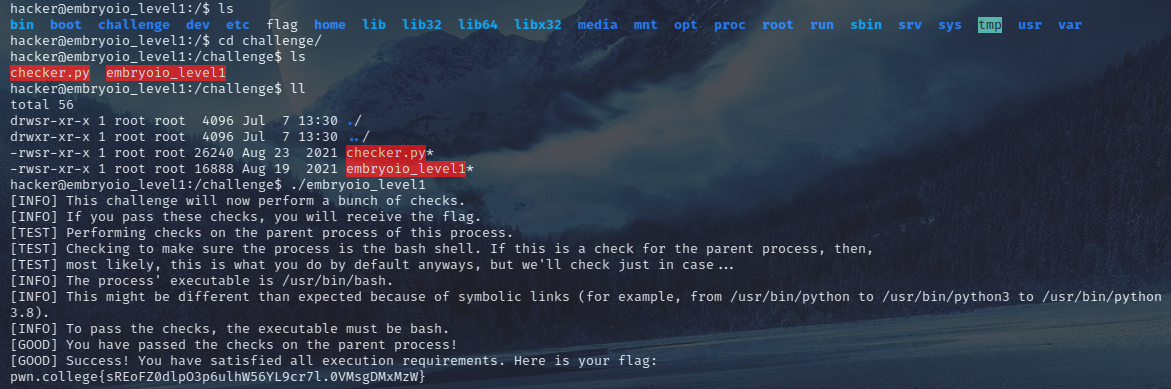 hacker@embryoio_level1:/$ ls
bin boot challenge dev etc flag home lib lib32 lib64 libx32 media mnt opt proc root run sbin srv sys tmp usr var
hacker@embryoio_level1:/$ cd challenge/
hacker@embryoio_level1:/challenge$ ls
checker.py embryoio_level1
hacker@embryoio_level1:/challenge$ ll
total 56
drwsr-xr-x 1 root root 4096 Jul 7 13:30 ./
drwxr-xr-x 1 root root 4096 Jul 7 13:30 ../
-rwsr-xr-x 1 root root 26240 Aug 23 2021 checker.py*
-rwsr-xr-x 1 root root 16888 Aug 19 2021 embryoio_level1*
hacker@embryoio_level1:/challenge$ ./embryoio_level1
[INFO] This challenge will now perform a bunch of checks.
[INFO] If you pass these checks, you will receive the flag.
[TEST] Performing checks on the parent process of this process.
[TEST] Checking to make sure the process is the bash shell. If this is a check for the parent process, then,
[TEST] most likely, this is what you do by default anyways, but we'll check just in case...
[INFO] The process' executable is /usr/bin/bash.
[INFO] This might be different than expected because of symbolic links (for example, from /usr/bin/python to /usr/bin/python3 to /usr/bin/python
3.8).
[INFO] To pass the checks, the executable must be bash.
[GOOD] You have passed the checks on the parent process!
[GOOD] Success! You have satisfied all execution requirements. Here is your flag:
pwn.college{sREoFZ0dlpO3p6ulhW56YL9cr7l.0VMsgDMxMzW}